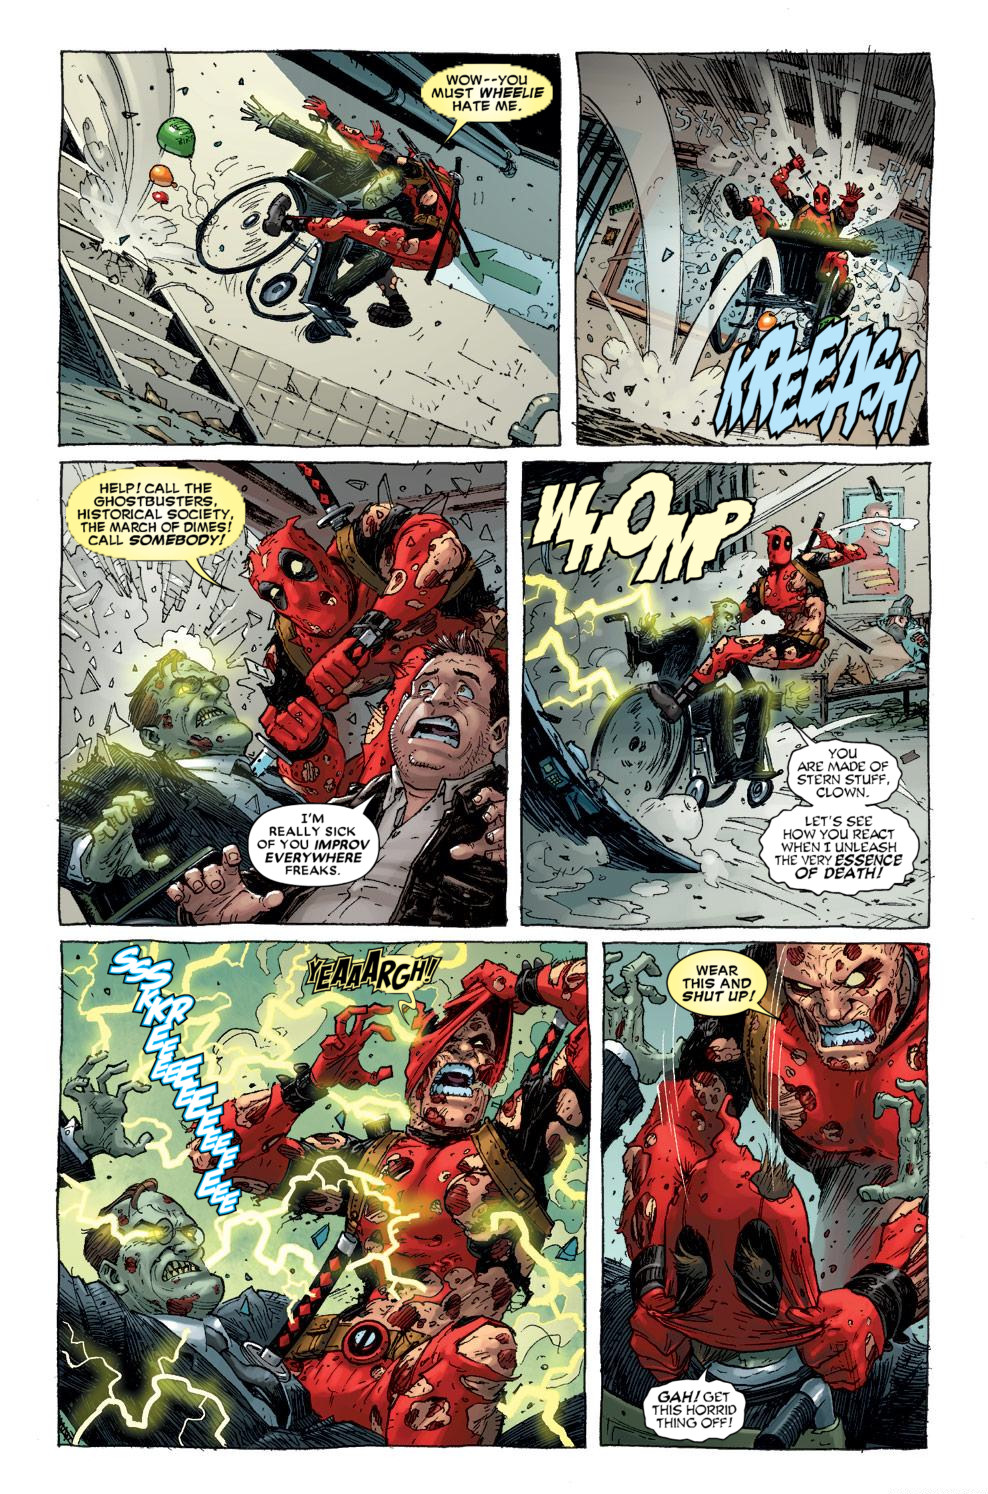 WOW--YOU
MUST WHEELIE
HATE ME.
KREEEASH
HELP! CALL THE
GHOSTBUSTERS,
HISTORICAL SOCIETY,
THE MARCH OF DIMES!
CALL SOMEBODY!
I'M
REALLY SICK
OF YOU IMPROV
EVERYWHERE
FREAKS.
WHOMP
YOU
ARE MADE OF
STERN STUFF,
CLOWN.
LET'S SEE
HOW YOU REACT
WHEN I UNLEASH
THE VERY ESSENCE
OF DEATH!
YEAAARGH!!
WEAR
THIS AND
SHUT UP!
GAH! GET
THIS HORRID
THING OFF!